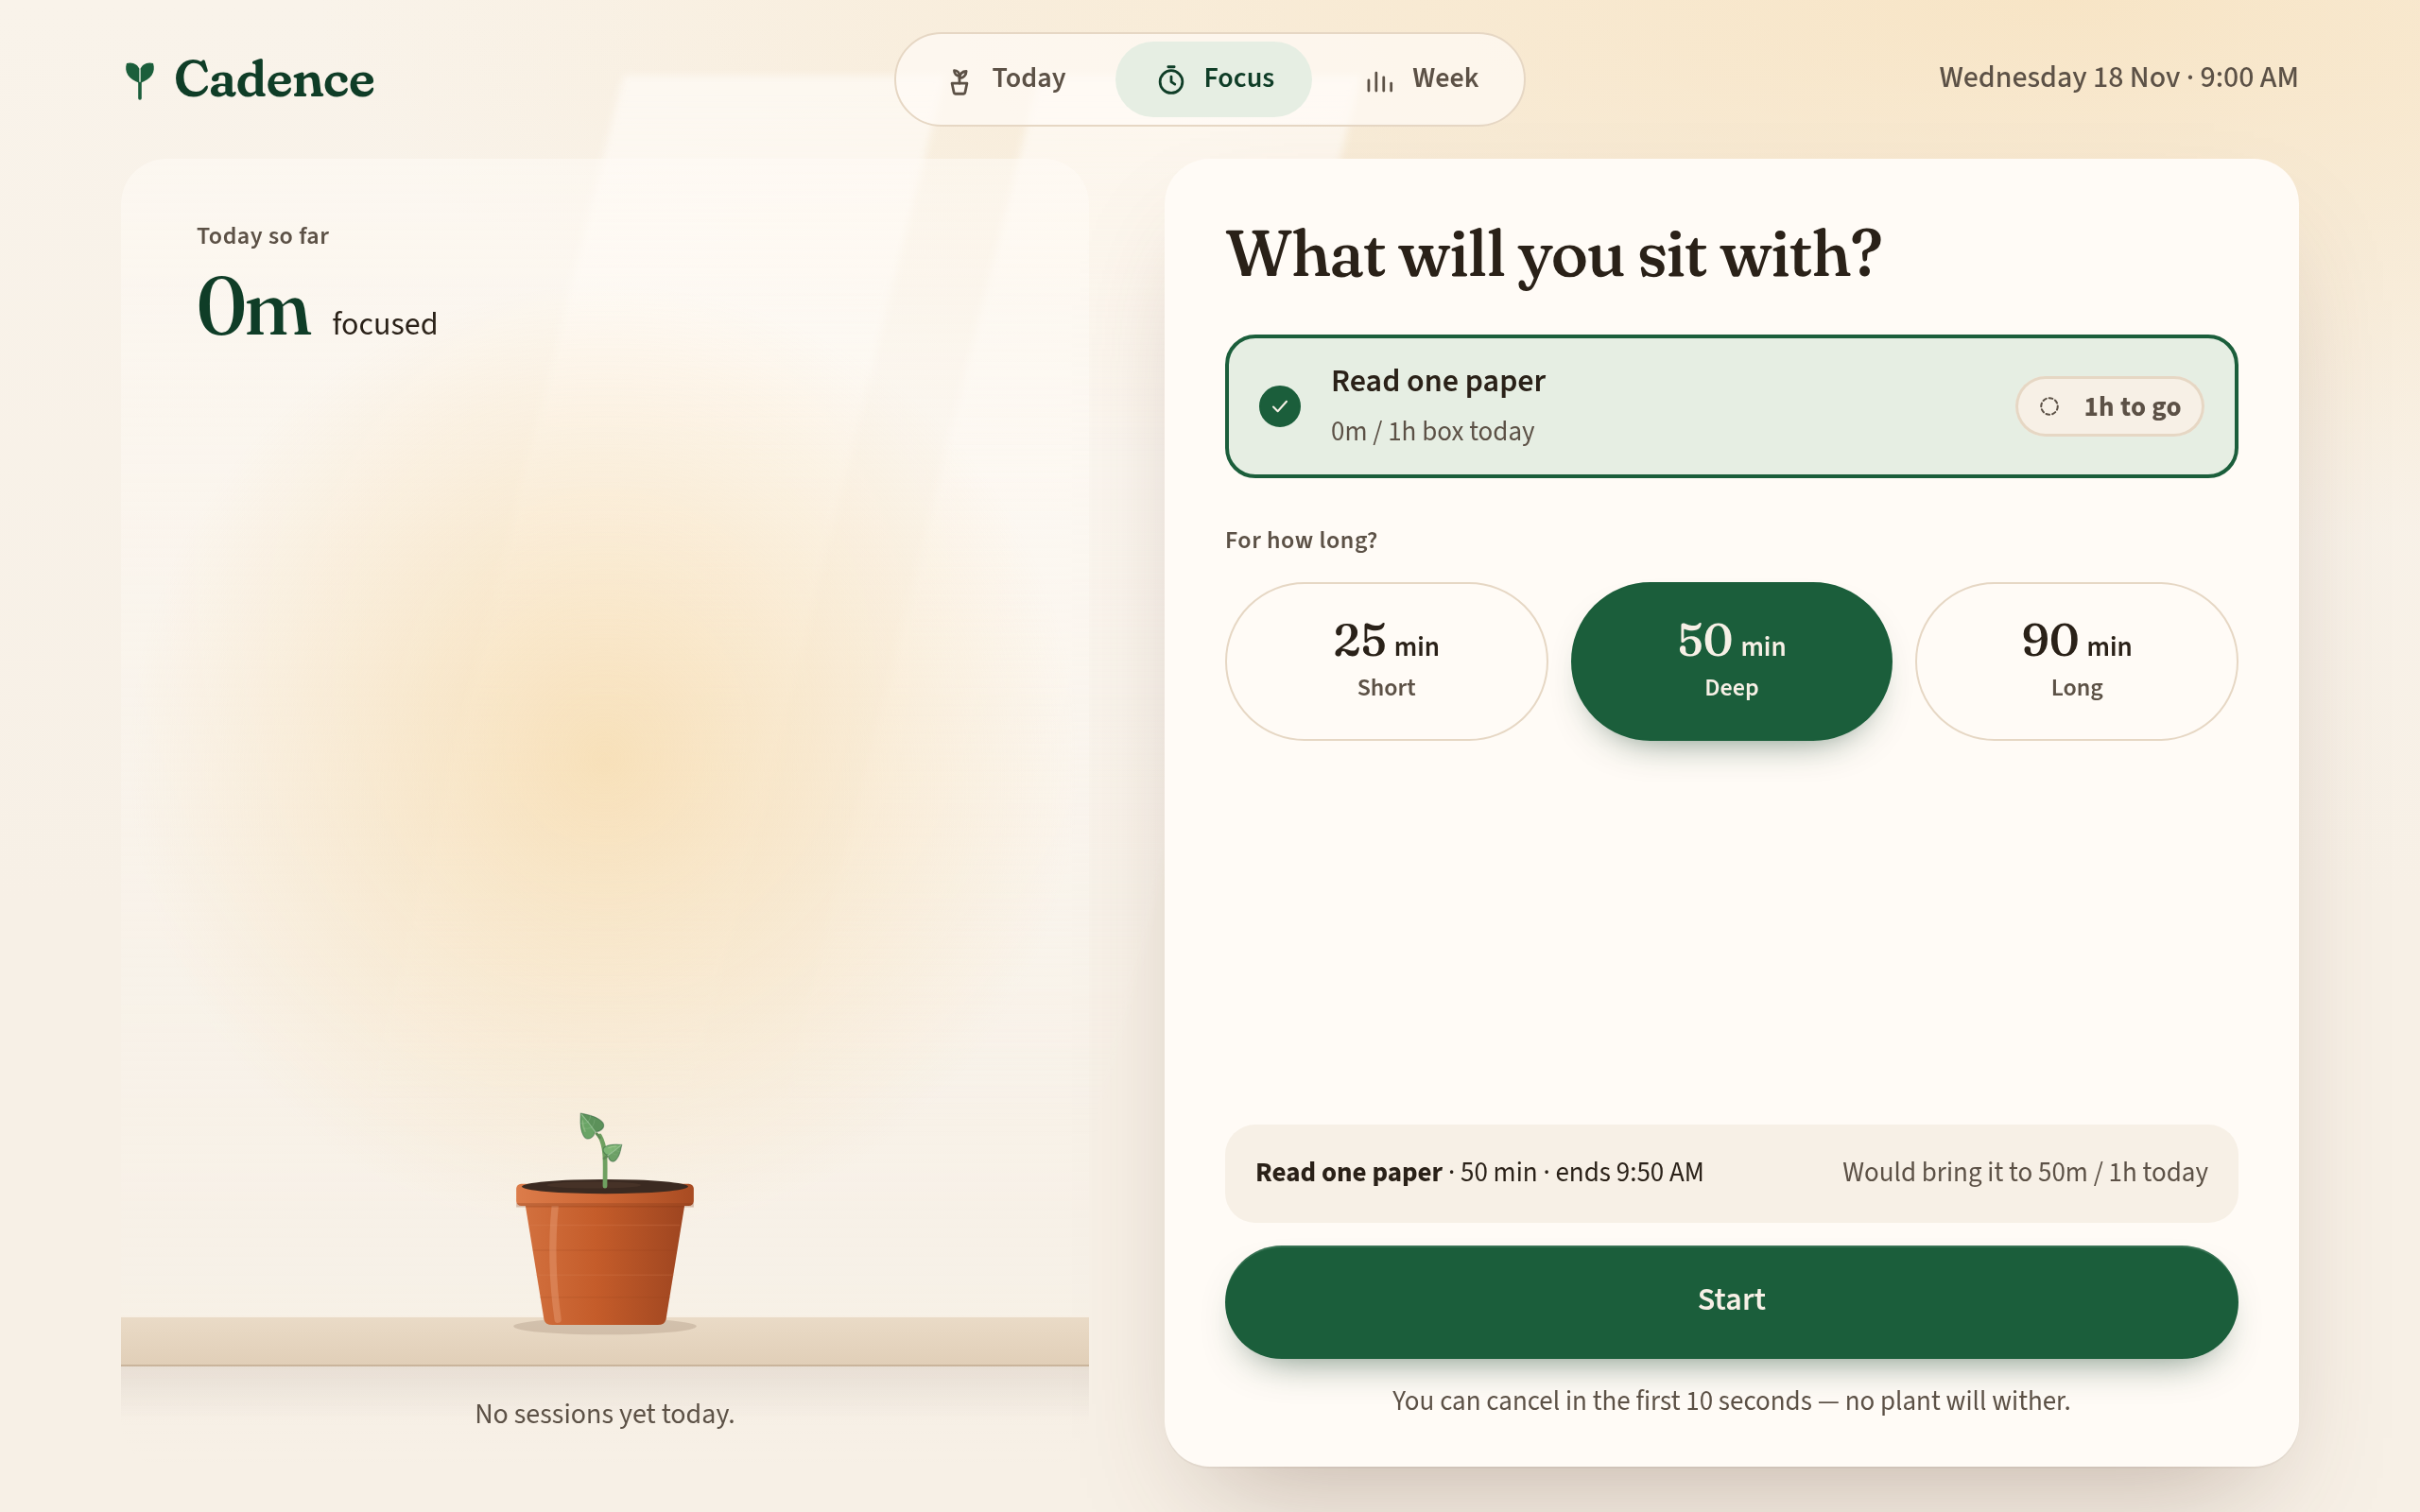 Cadence
Today
Focus
Week
Wednesday 18 Nov · 9:00 AM
Today so far
0m focused
No sessions yet today.
What will you sit with?
Read one paper
0m / 1h box today
1h to go
For how long?
25 min
Short
50 min
Deep
90 min
Long
Read one paper · 50 min · ends 9:50 AM
Would bring it to 50m / 1h today
Start
You can cancel in the first 10 seconds — no plant will wither.